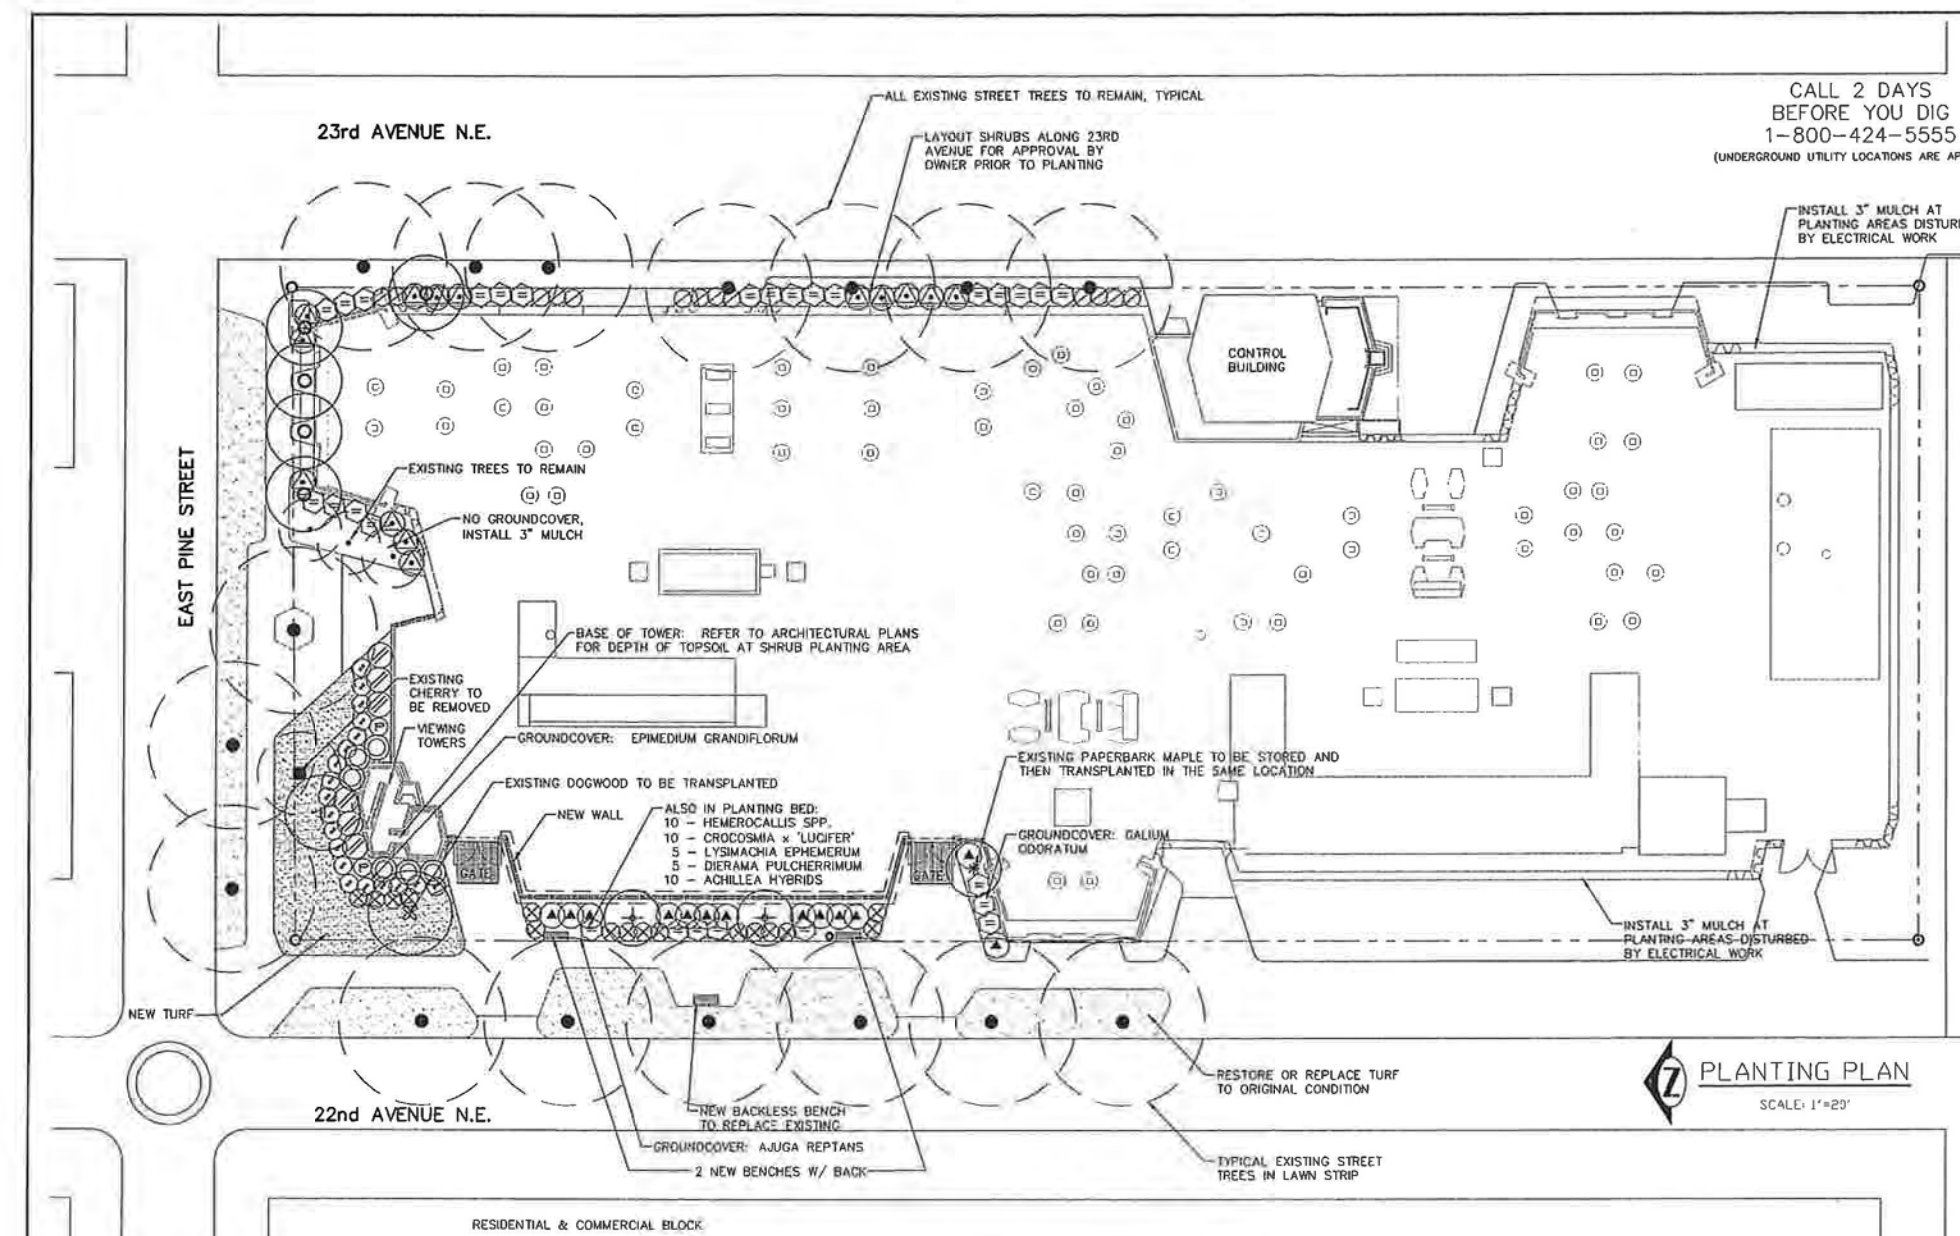 CALL 2 DAYS
BEFORE YOU DIG
1-800-424-5555
(UNDERGROUND UTILITY LOCATIONS ARE
23rd AVENUE N.E.
ALL EXISTING STREET TREES TO REMAIN, TYPICAL
LAYOUT SHRUBS ALONG 23RD
AVENUE FOR APPROVAL BY
OWNER PRIOR TO PLANTING
INSTALL 3" MULCH AT
PLANTING AREAS
BY ELECTRICAL WORK
CONTROL
BUILDING
EAST PINE STREET
EXISTING TREES TO REMAIN
NO GROUNDCOVER,
INSTALL 3" MULCH
BASE OF TOWER: REFER TO ARCHITECTURAL PLANS
FOR DEPTH OF TOPSOIL AT SHRUB PLANTING AREA
EXISTING
CHERRY TO
BE REMOVED
VIEWING
TOWERS
GROUNDCOVER: EPIMEDIUM GRANDIFLORUM
EXISTING DOGWOOD TO BE TRANSPLANTED
NEW WALL
ALSO IN PLANTING BED:
10 - HEMEROCALLIS SPP.
10 - CROCOSMIA x 'LUCIFER'
5 - LYSIMACHIA EPHEMERUM
5 - DIERAMA PULCHERRIMUM
10 - ACHILLEA HYBRIDS
EXISTING PAPERBARK MAPLE TO BE STORED AND
THEN TRANSPLANTED IN THE SAME LOCATION
GROUNDCOVER: GALIUM
ODORATUM
GATE
GATE
INSTALL 3" MULCH AT
PLANTING AREAS DISTURBED
BY ELECTRICAL WORK
NEW TURF
RESTORE OR REPLACE TURF
TO ORIGINAL CONDITION
Z
PLANTING PLAN
SCALE: 1"=20'
22nd AVENUE N.E.
NEW BACKLESS BENCH
TO REPLACE EXISTING
GROUNDCOVER: AJUGA REPTANS
2 NEW BENCHES W/ BACK
TYPICAL EXISTING STREET
TREES IN LAWN STRIP
RESIDENTIAL & COMMERCIAL BLOCK